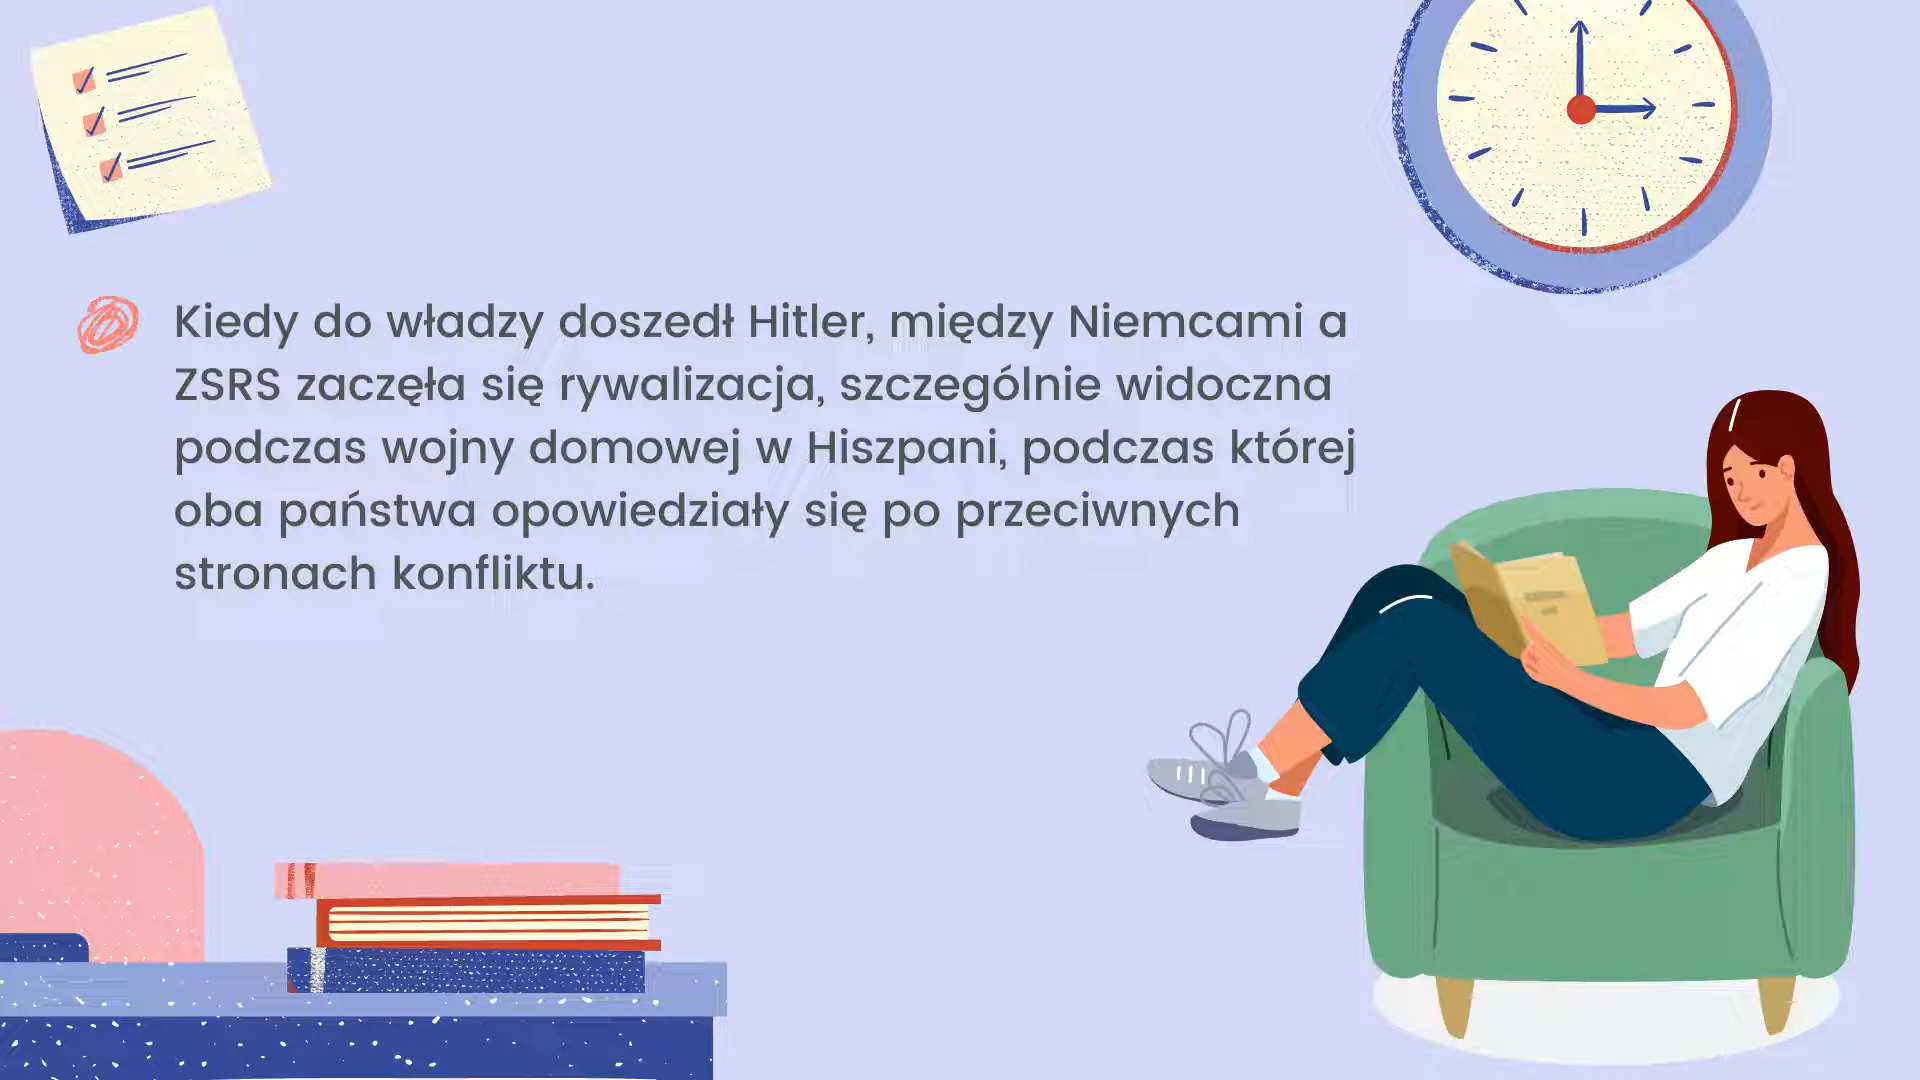 Kiedy do władzy doszedł Hitler, między Niemcami a
ZSRS zaczęła się rywalizacja, szczególnie widoczna
podczas wojny domowej w Hiszpani, podczas której
oba państwa opowiedziały się po przeciwnych
stronach konfliktu.